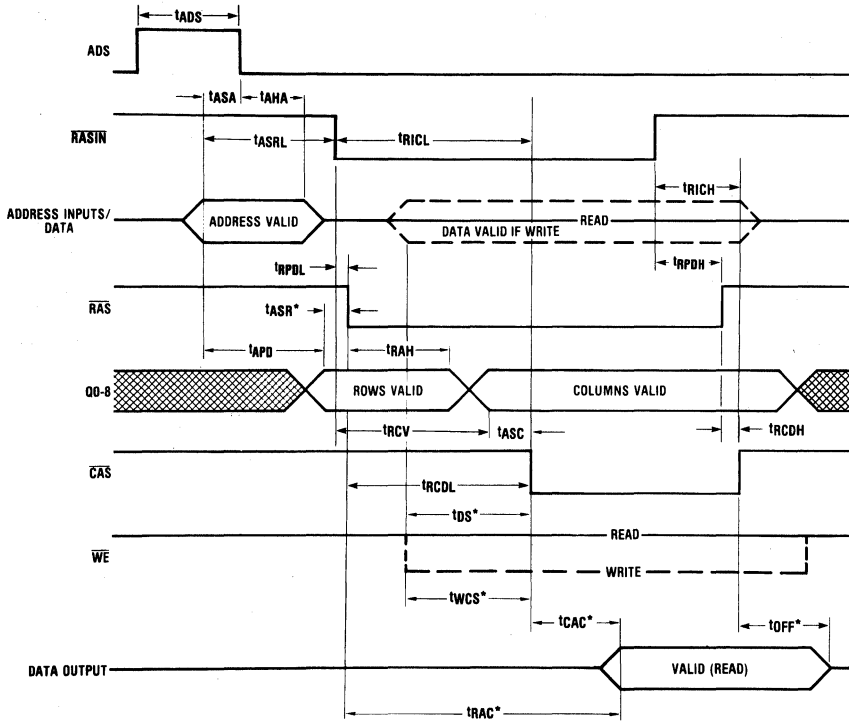 tADS
ADS
tASA tAHA
RASIN
tASRL tRICL
tRICH
ADDRESS INPUTS/
DATA
ADDRESS VALID
READ
DATA VALID IF WRITE
tRPDL
tRPDH
RAS
tASR*
tAPD tRAH
Q0-8
ROWS VALID COLUMNS VALID
tRCV tASC tRCDH
CAS
tRCDL
tDS*
READ
WE
WRITE
tWCS*
tCAC* tOFF*
DATA OUTPUT VALID (READ)
tRAC*